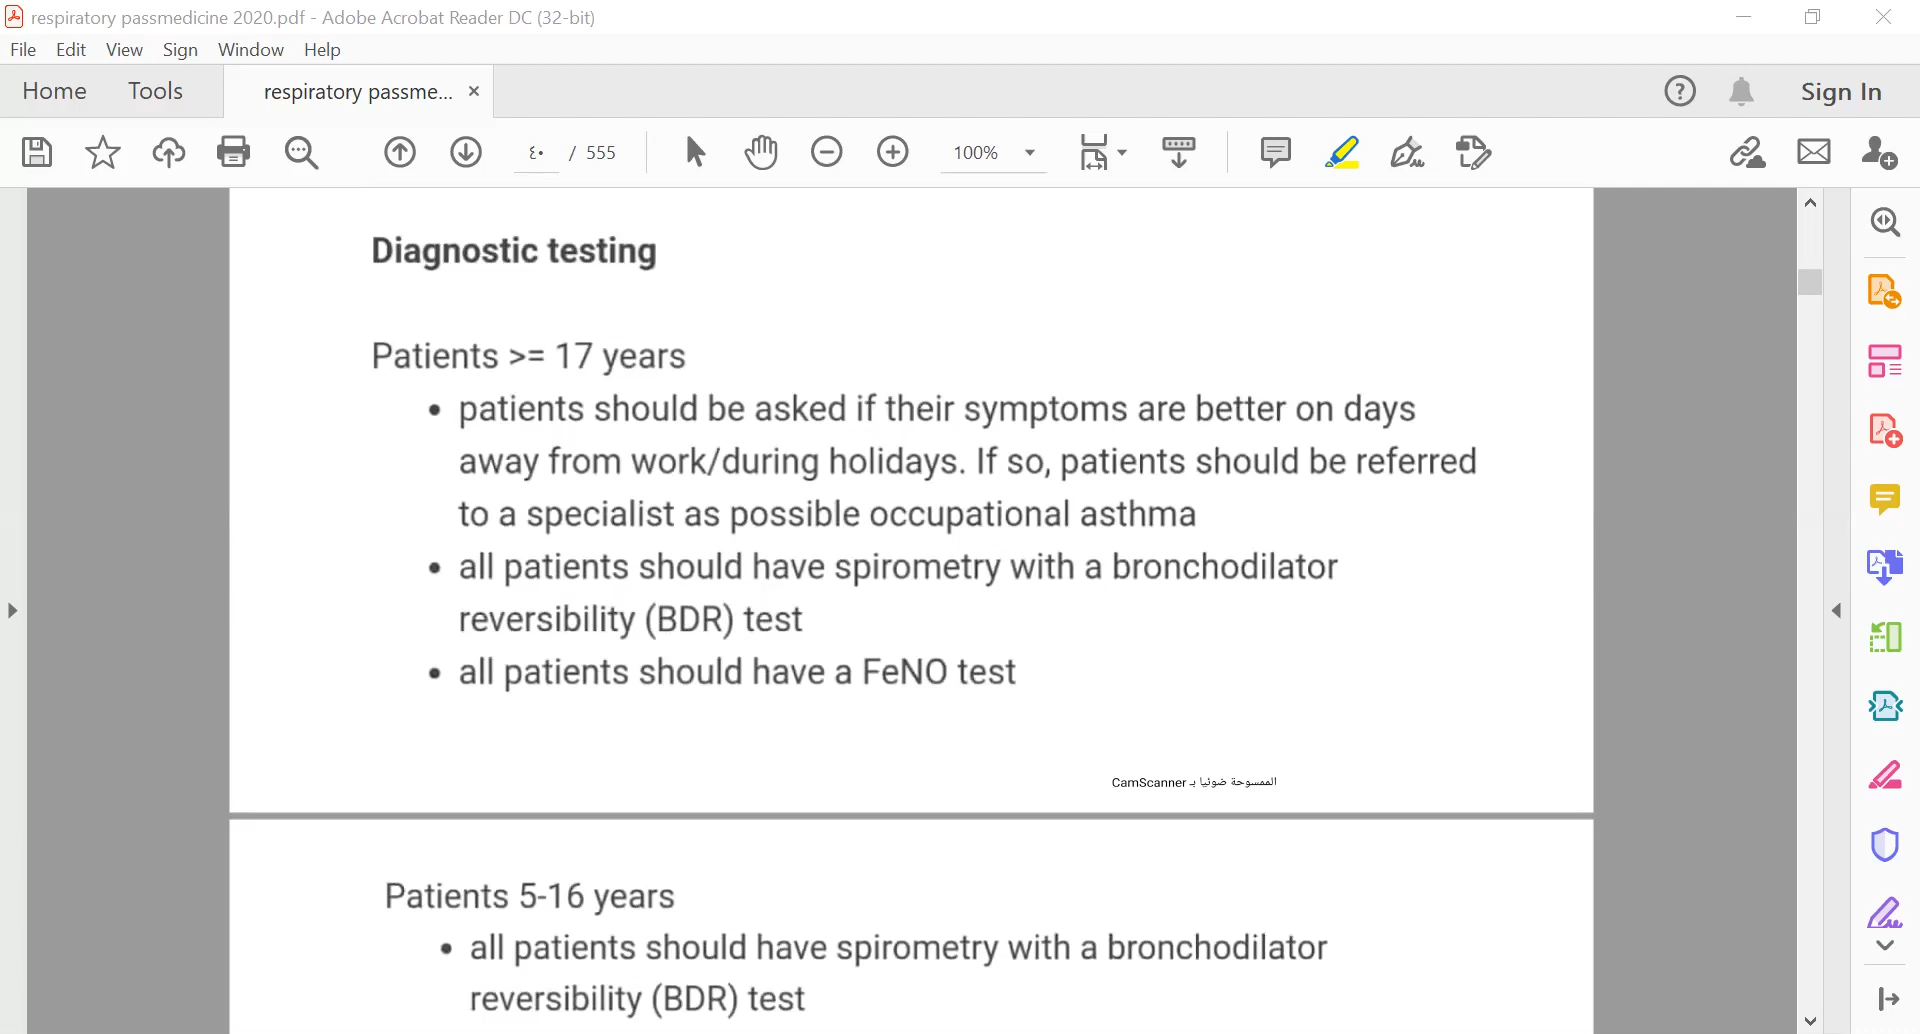 respiratory passmedicine 2020.pdf - Adobe Acrobat Reader DC (32-bit)
File Edit View Sign Window Help
Home Tools respiratory passme... × Sign In
٤٠ / 555 100%
Diagnostic testing
Patients >= 17 years
• patients should be asked if their symptoms are better on days
away from work/during holidays. If so, patients should be referred
to a specialist as possible occupational asthma
• all patients should have spirometry with a bronchodilator
reversibility (BDR) test
• all patients should have a FeNO test
الممسوحة ضوئيا بـ CamScanner
Patients 5-16 years
• all patients should have spirometry with a bronchodilator
reversibility (BDR) test